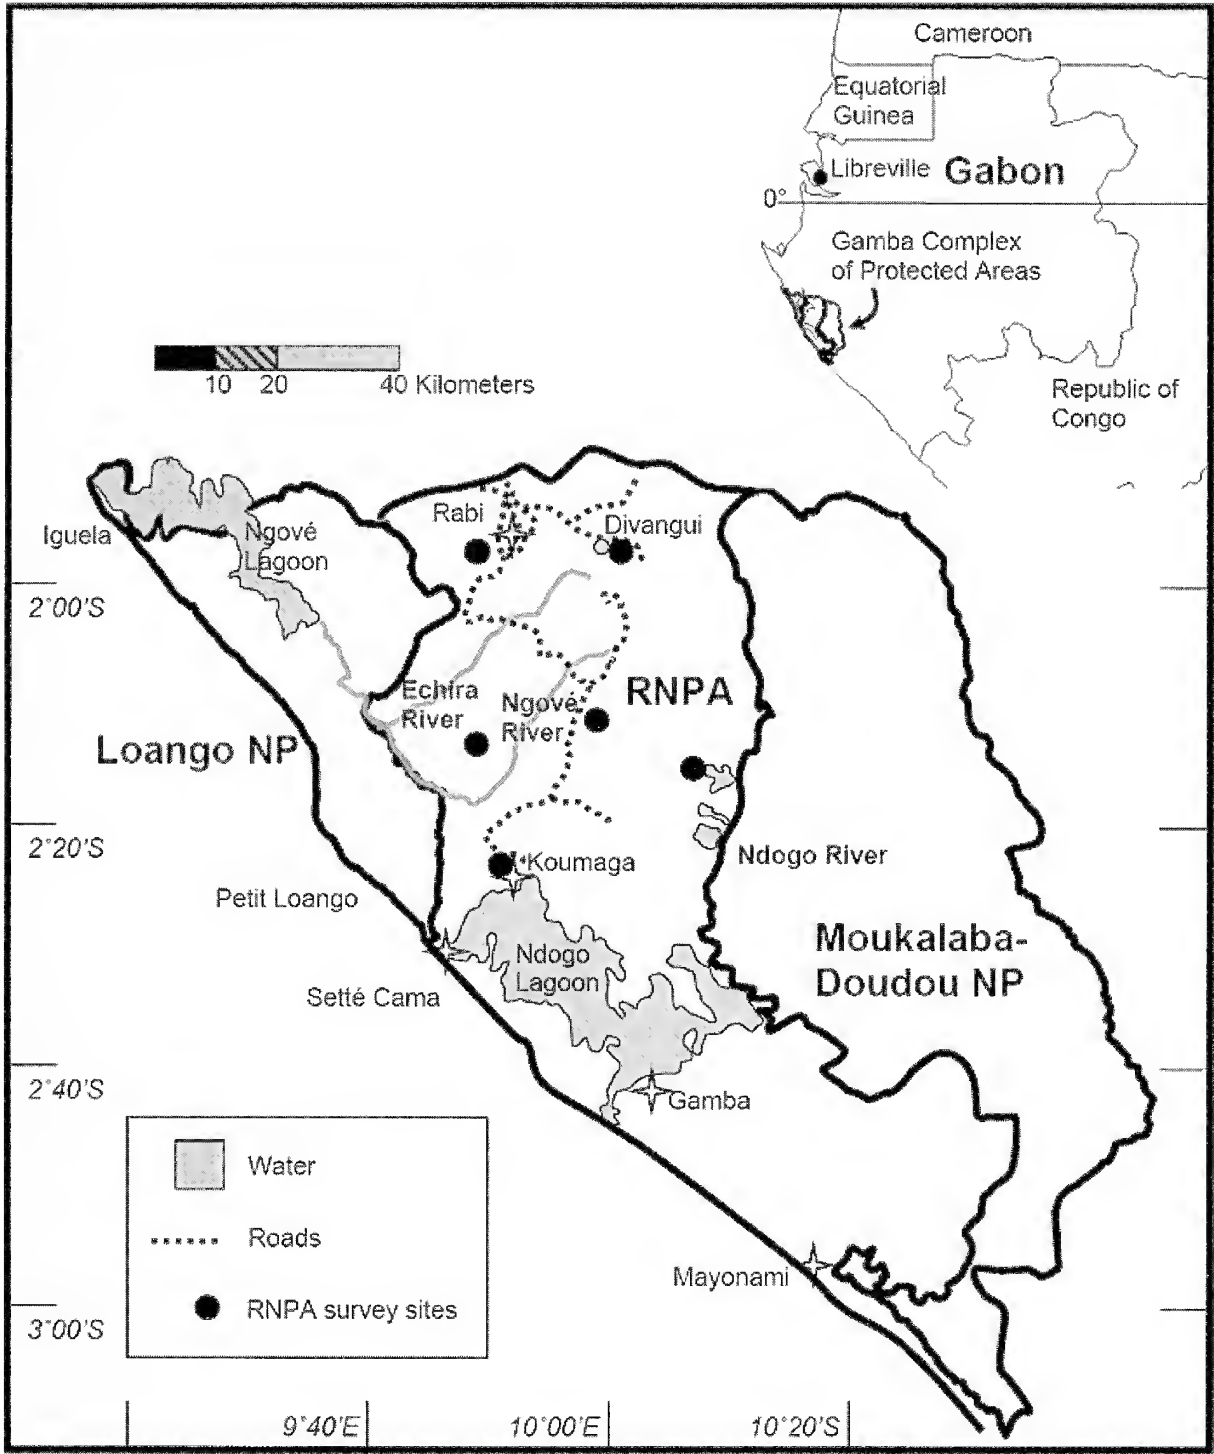 Cameroon
Equatorial
Guinea
Libreville
Gabon
0°
Gamba Complex
of Protected Areas
Republic of
Congo
10 20 40 Kilometers
Iguela
Ngové
Lagoon
Rabi
Divangui
2°00'S
Echira
River
Ngové
River
RNPA
Loango NP
2°20'S
Koumaga
Ndogo River
Petit Loango
Moukalaba-
Doudou NP
Ndogo
Lagoon
Setté Cama
2°40'S
Gamba
Water
Roads
RNPA survey sites
Mayonami
3°00'S
9°40'E
10°00'E
10°20'S